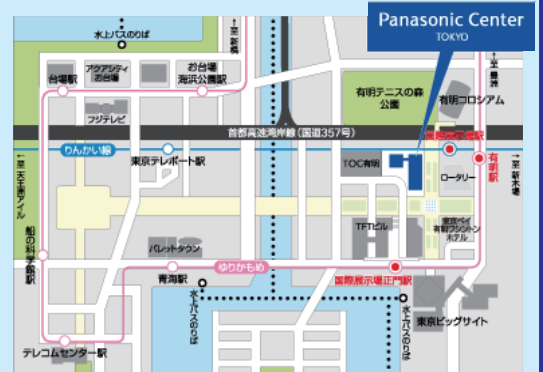 Panasonic Center
TOKYO
水上バスのりば
←至 新橋
←至 豊洲
台場駅
アクアシティ
お台場
お台場
海浜公園駅
有明テニスの森
公園
有明コロシアム
フジテレビ
首都高速湾岸線(国道357号)
国際展示場駅
りんかい線
東京テレポート駅
TOC有明
有明駅
←至 天王洲アイル
→至 新木場
ロータリー
船の科学館駅
パレットタウン
TFTビル
東京ベイ
有明ワシントン
ホテル
青海駅
ゆりかもめ
国際展示場正門駅
水上バスのりば
水上バスのりば
東京ビッグサイト
テレコムセンター駅